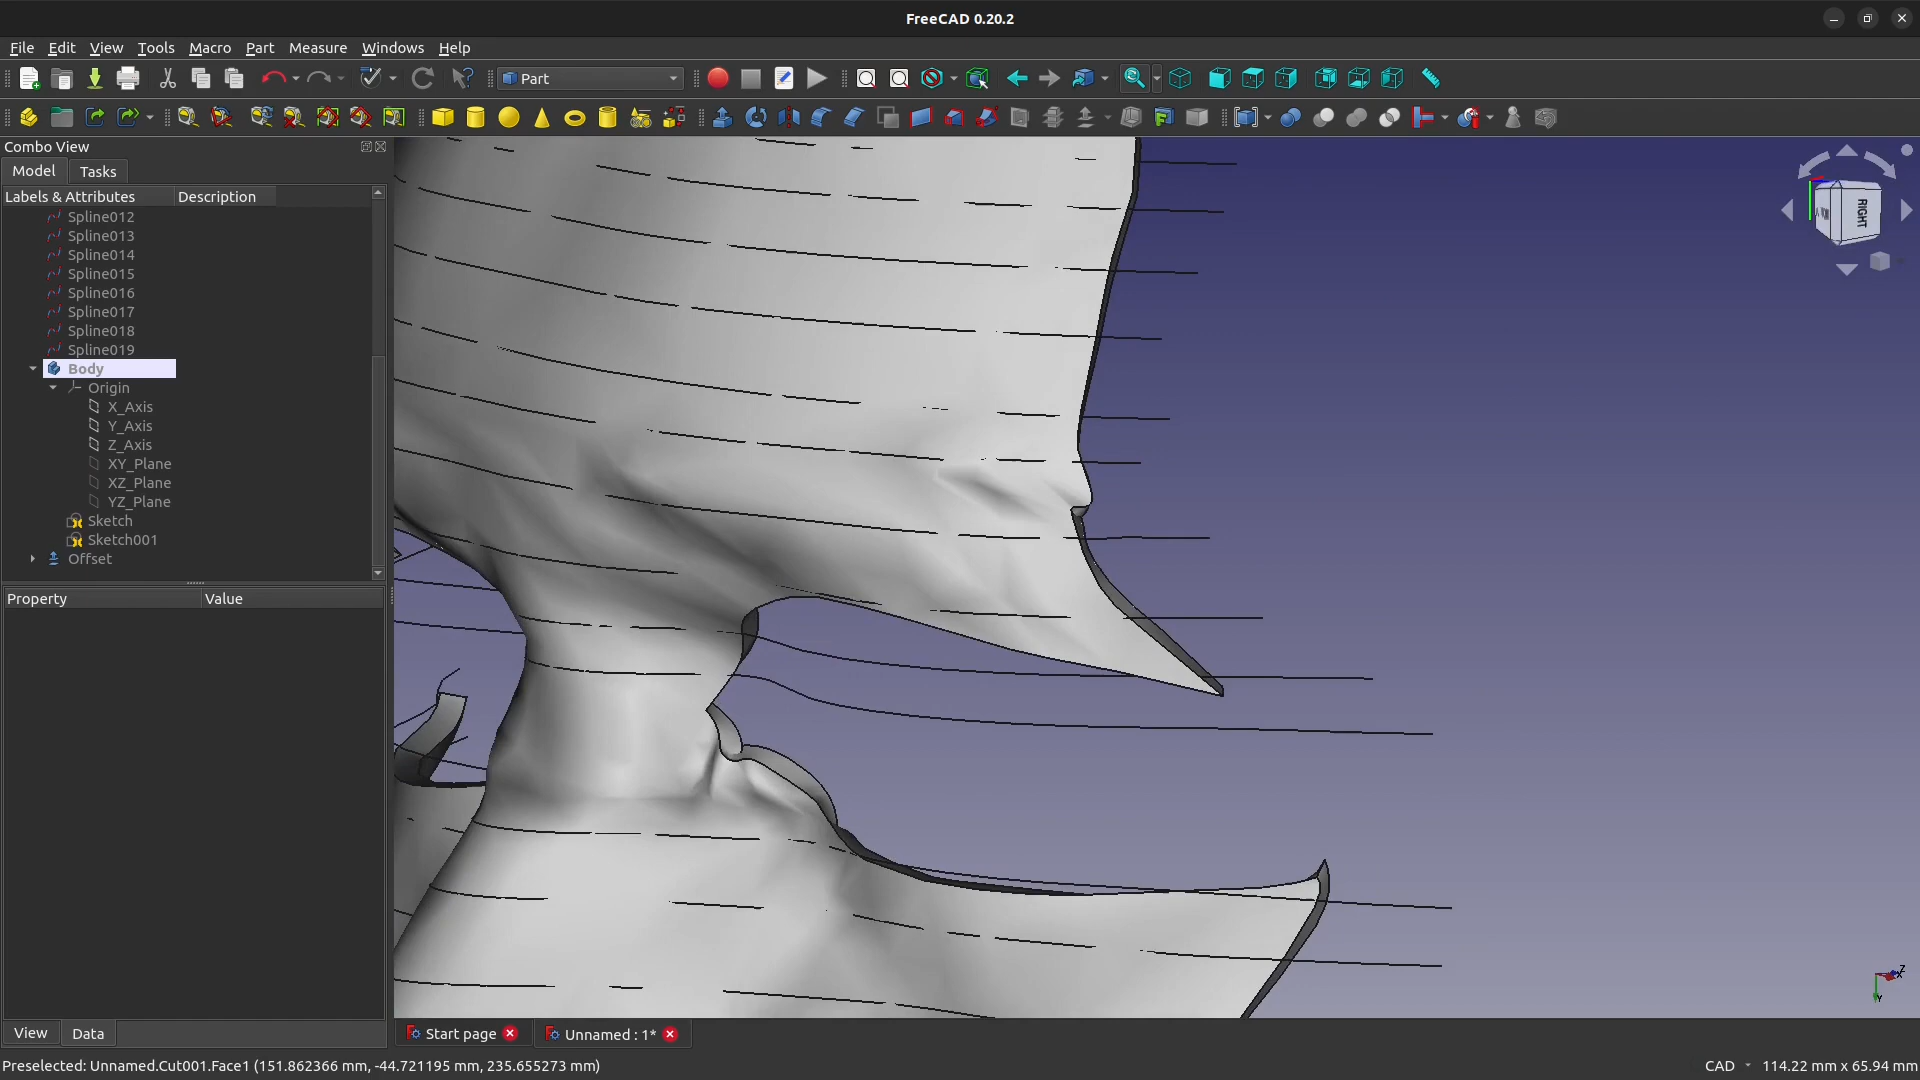 FreeCAD 0.20.2
File Edit View Tools Macro Part Measure Windows Help
Part
Combo View
Model Tasks
Labels & Attributes Description
Spline012
Spline013
Spline014
Spline015
Spline016
Spline017
Spline018
Spline019
Body
Origin
X_Axis
Y_Axis
Z_Axis
XY_Plane
XZ_Plane
YZ_Plane
Sketch
Sketch001
Offset
Property Value
RIGHT
Z
X
Y
View Data
Start page Unnamed : 1*
Preselected: Unnamed.Cut001.Face1 (151.862366 mm, -44.721195 mm, 235.655273 mm)
CAD 114.22 mm x 65.94 mm